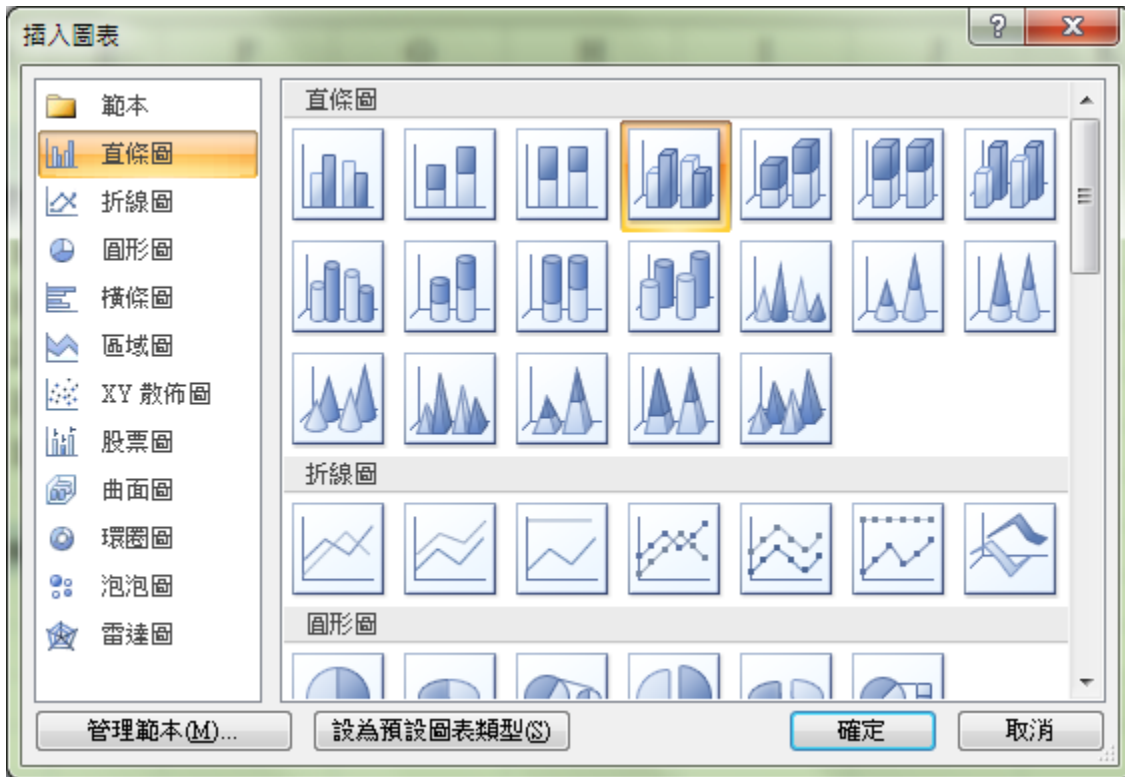 插入圖表
範本
直條圖
折線圖
圓形圖
橫條圖
區域圖
XY 散佈圖
股票圖
曲面圖
環圈圖
泡泡圖
雷達圖
直條圖
折線圖
圓形圖
管理範本(M)...
設為預設圖表類型(S)
確定
取消